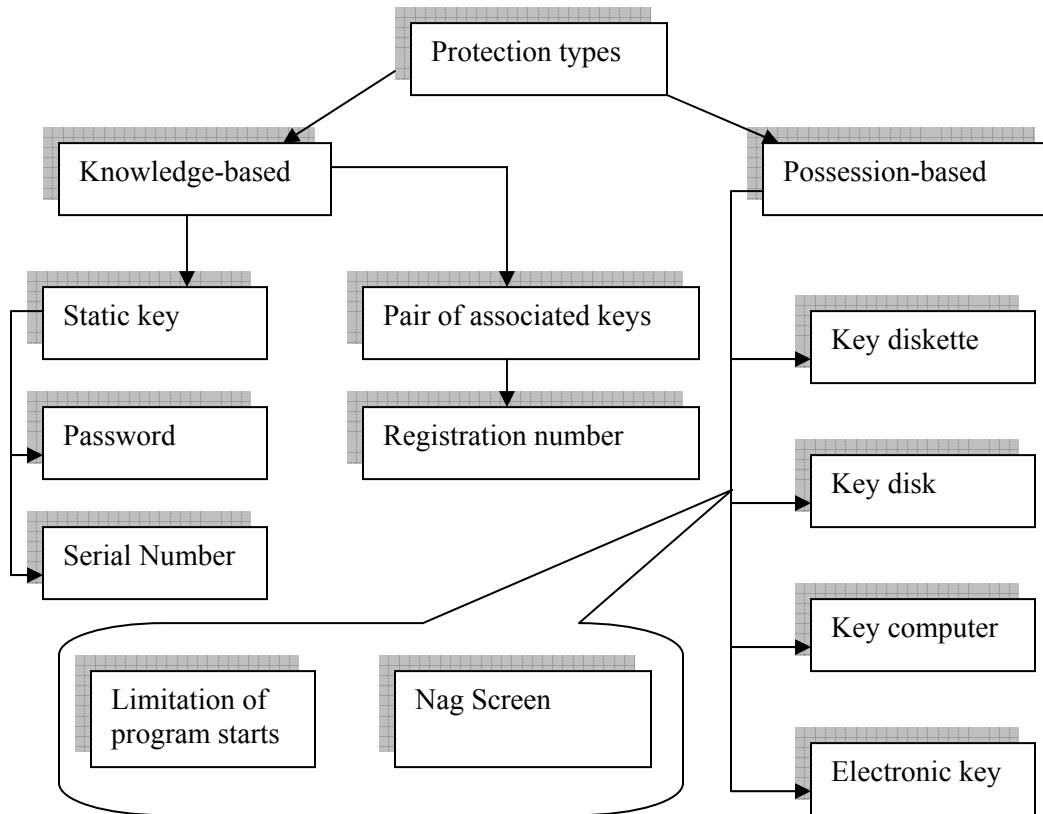 Protection types
Knowledge-based
Possession-based
Static key
Pair of associated keys
Key diskette
Password
Registration number
Key disk
Serial Number
Key computer
Limitation of
program starts
Nag Screen
Electronic key